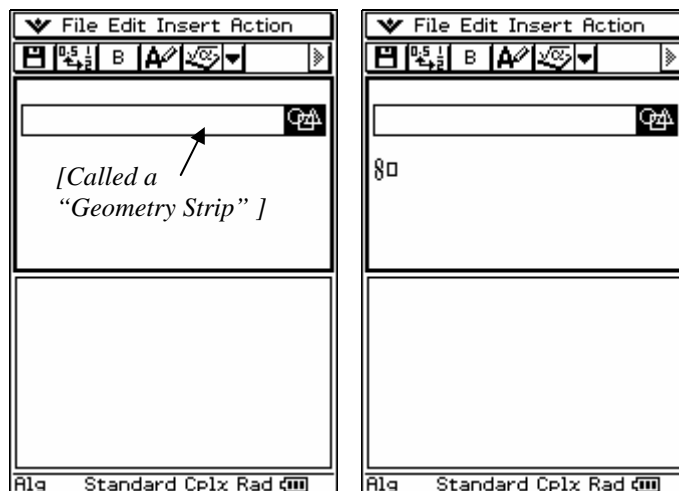 File Edit Insert Action
B
[Called a
“Geometry Strip” ]
Alg Standard Cplx Rad
File Edit Insert Action
B
Alg Standard Cplx Rad